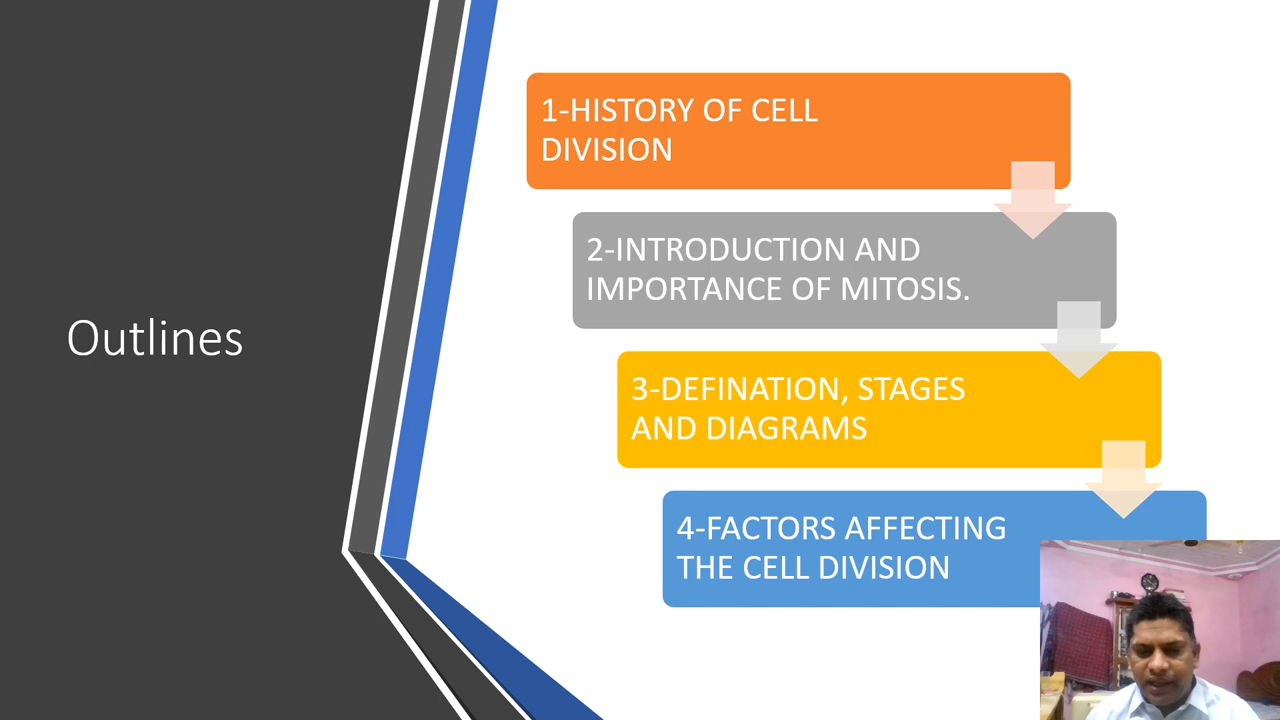 Outlines
1-HISTORY OF CELL
DIVISION
2-INTRODUCTION AND
IMPORTANCE OF MITOSIS.
3-DEFINATION, STAGES
AND DIAGRAMS
4-FACTORS AFFECTING
THE CELL DIVISION